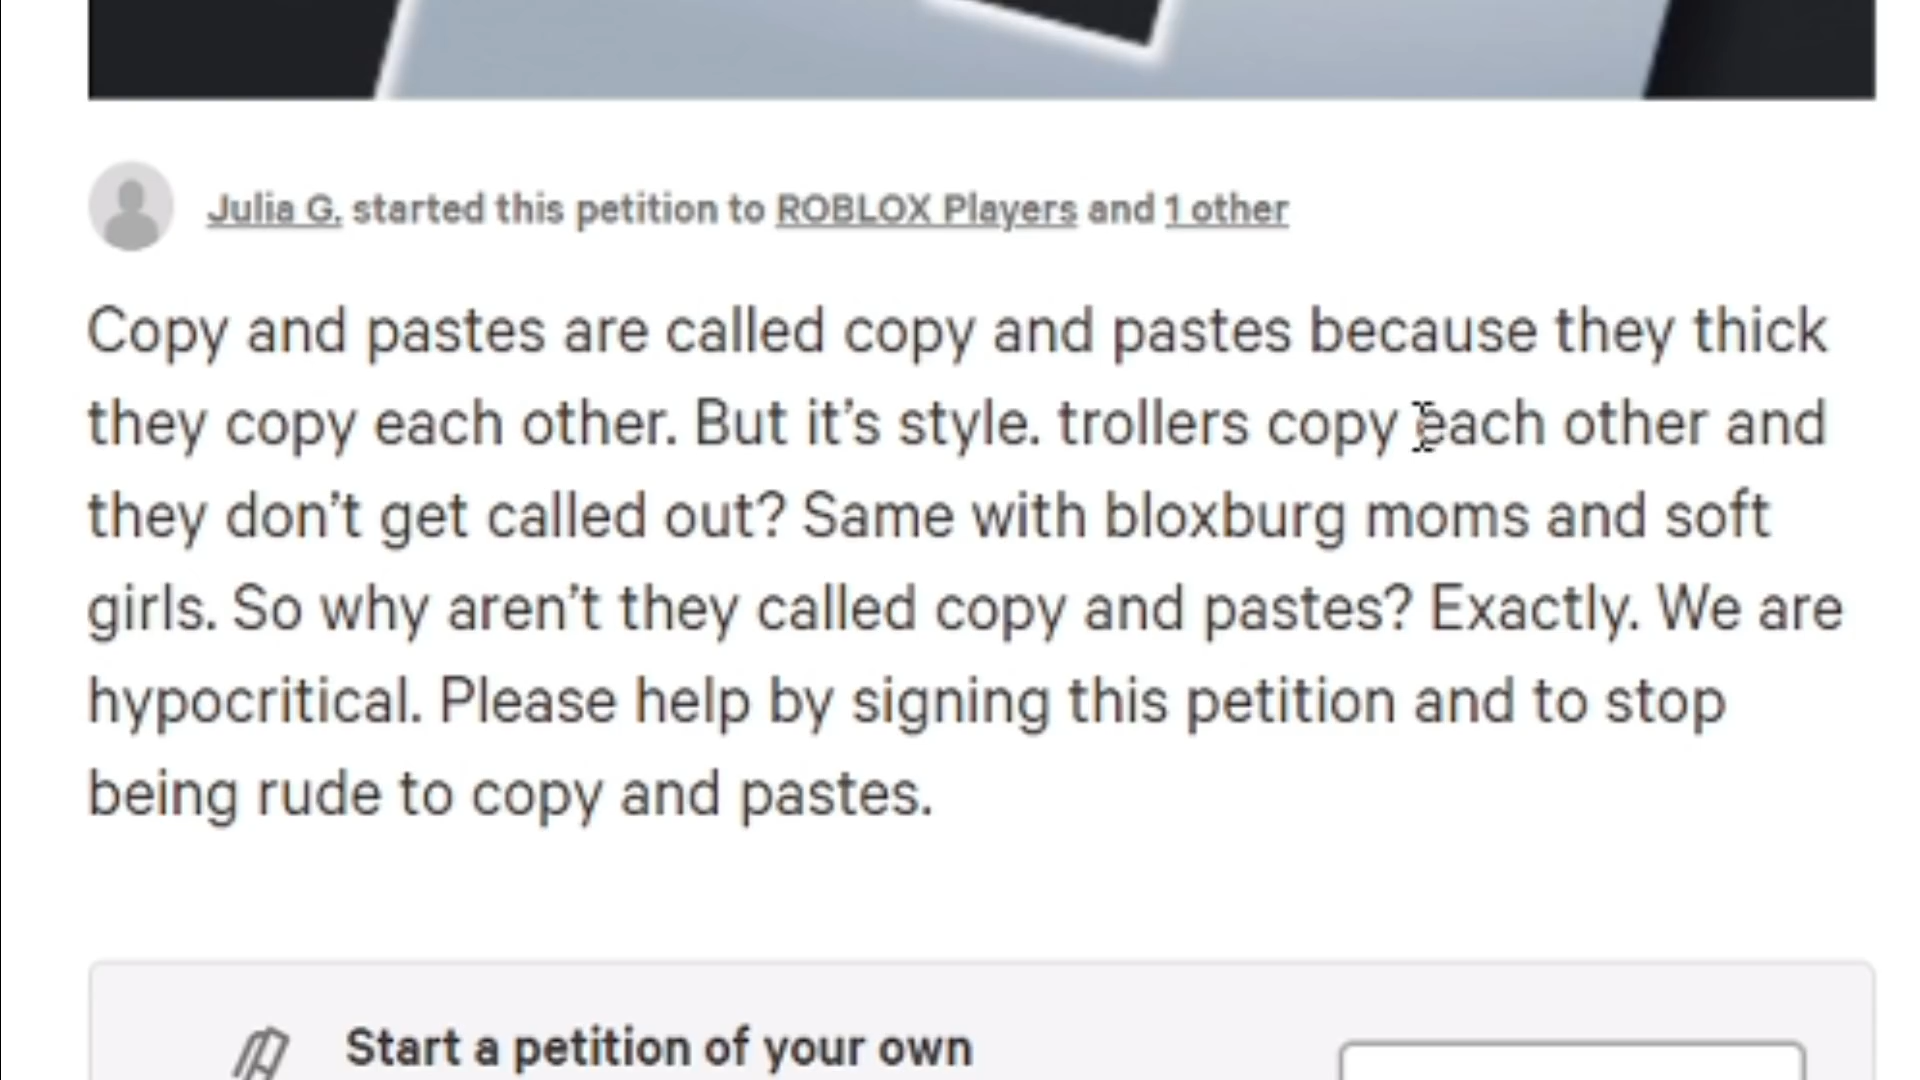 Julia G. started this petition to ROBLOX Players and 1 other
Copy and pastes are called copy and pastes because they thick
they copy each other. But it’s style. trollers copy each other and
they don’t get called out? Same with bloxburg moms and soft
girls. So why aren’t they called copy and pastes? Exactly. We are
hypocritical. Please help by signing this petition and to stop
being rude to copy and pastes.
Start a petition of your own